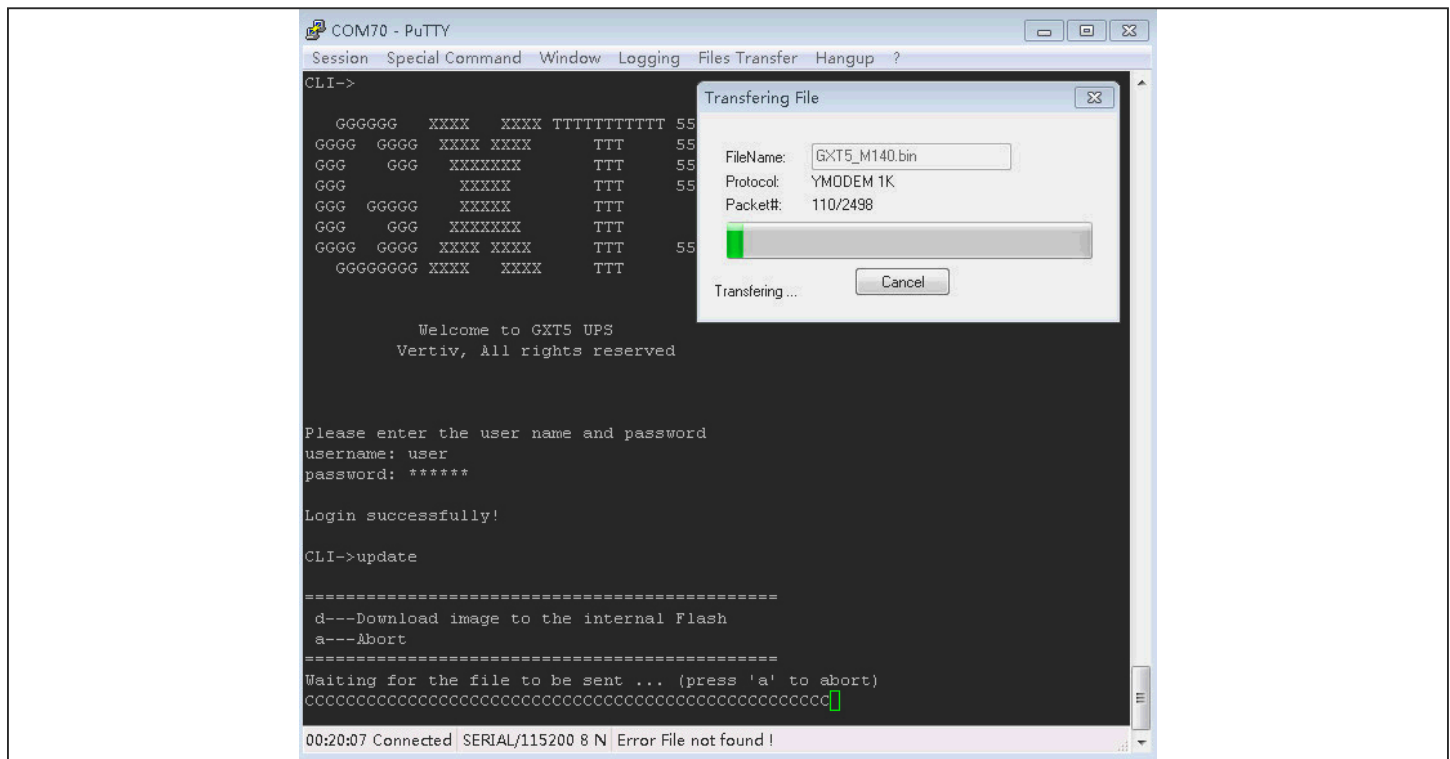 COM70 - PuTTY
Session Special Command Window Logging Files Transfer Hangup ?
CLI->
GGGGGG XXXX XXXX TTTTTTTTTTT 55
GGGG GGGG XXXX XXXX TTT 55
GGG GGG XXXXXXX TTT 55
GGG XXXXX TTT 55
GGG GGGGG XXXXX TTT
GGG GGG XXXXXXX TTT
GGGG GGGG XXXX XXXX TTT 55
GGGGGGGG XXXX XXXX TTT
Welcome to GXT5 UPS
Vertiv, All rights reserved
Please enter the user name and password
username: user
password: ******
Login successfully!
CLI->update
==============================================
d---Download image to the internal Flash
a---Abort
==============================================
Waiting for the file to be sent ... (press 'a' to abort)
CCCCCCCCCCCCCCCCCCCCCCCCCCCCCCCCCCCCCCCCCCCCCCCCCCC
Transfering File
FileName: GXT5_M140.bin
Protocol: YMODEM 1K
Packet#: 110/2498
Transfering ...
Cancel
00:20:07 Connected SERIAL/115200 8 N Error File not found !